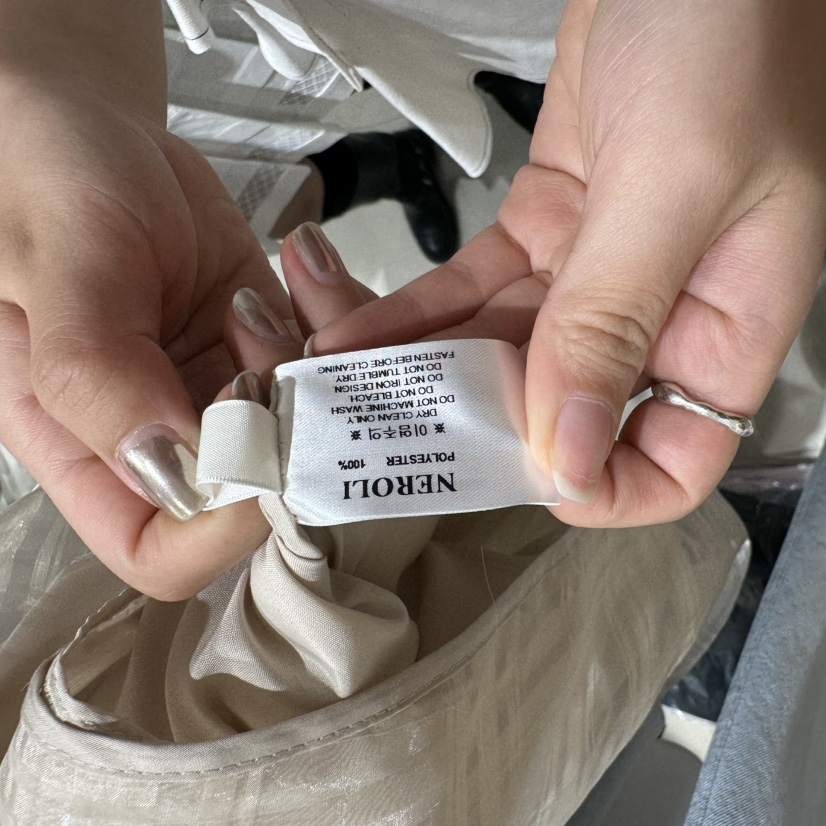 NEROLI
POLYESTER 100%
※ 이염주의 ※
DRY CLEAN ONLY
DO NOT MACHINE WASH
DO NOT BLEACH.
DO NOT IRON DESIGN
DO NOT TUMBLE DRY.
FASTEN BEFORE CLEANING